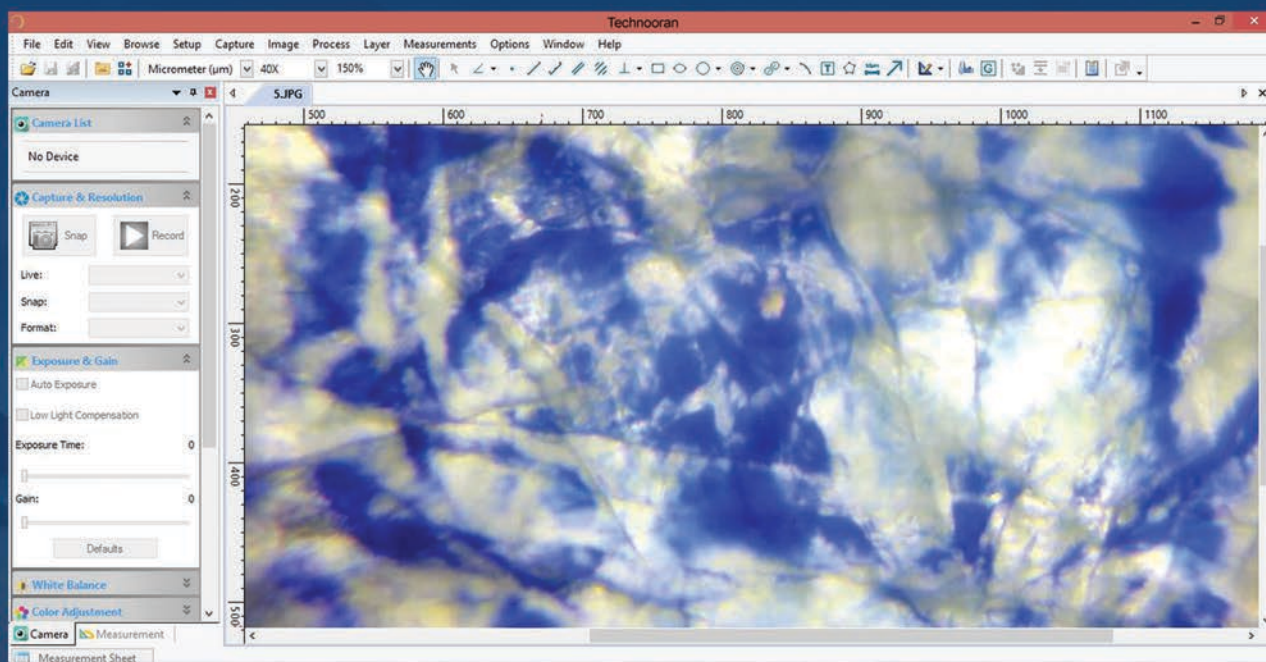 Technooran
File Edit View Browse Setup Capture Image Process Layer Measurements Options Window Help
Micrometer (µm) 40X 150%
Camera
5.JPG
500 600 700 800 900 1000 1100
Camera List
No Device
200
Capture & Resolution
Snap Record
Live:
Snap:
300
Format:
Exposure & Gain
Auto Exposure
Low Light Compensation
Exposure Time: 0
400
Gain: 0
Defaults
White Balance
500
Color Adjustment
Camera Measurement
Measurement Sheet